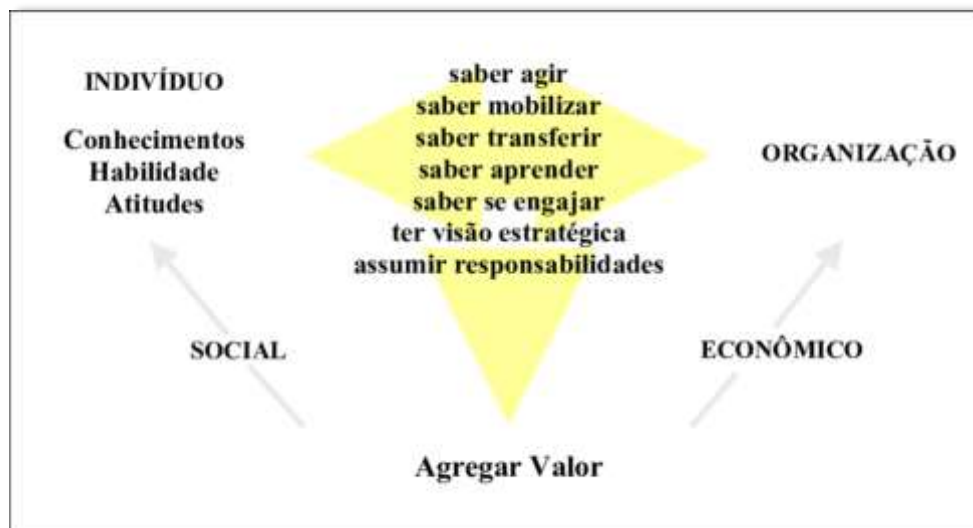 INDIVÍDUO
Conhecimentos
Habilidade
Atitudes
saber agir
saber mobilizar
saber transferir
saber aprender
saber se engajar
ter visão estratégica
assumir responsabilidades
ORGANIZAÇÃO
SOCIAL
ECONÔMICO
Agregar Valor